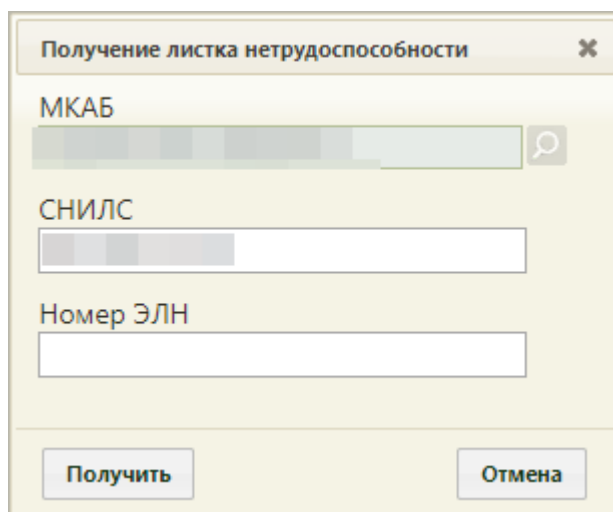 Получение листка нетрудоспособности
МКАБ
СНИЛС
Номер ЭЛН
Получить
Отмена